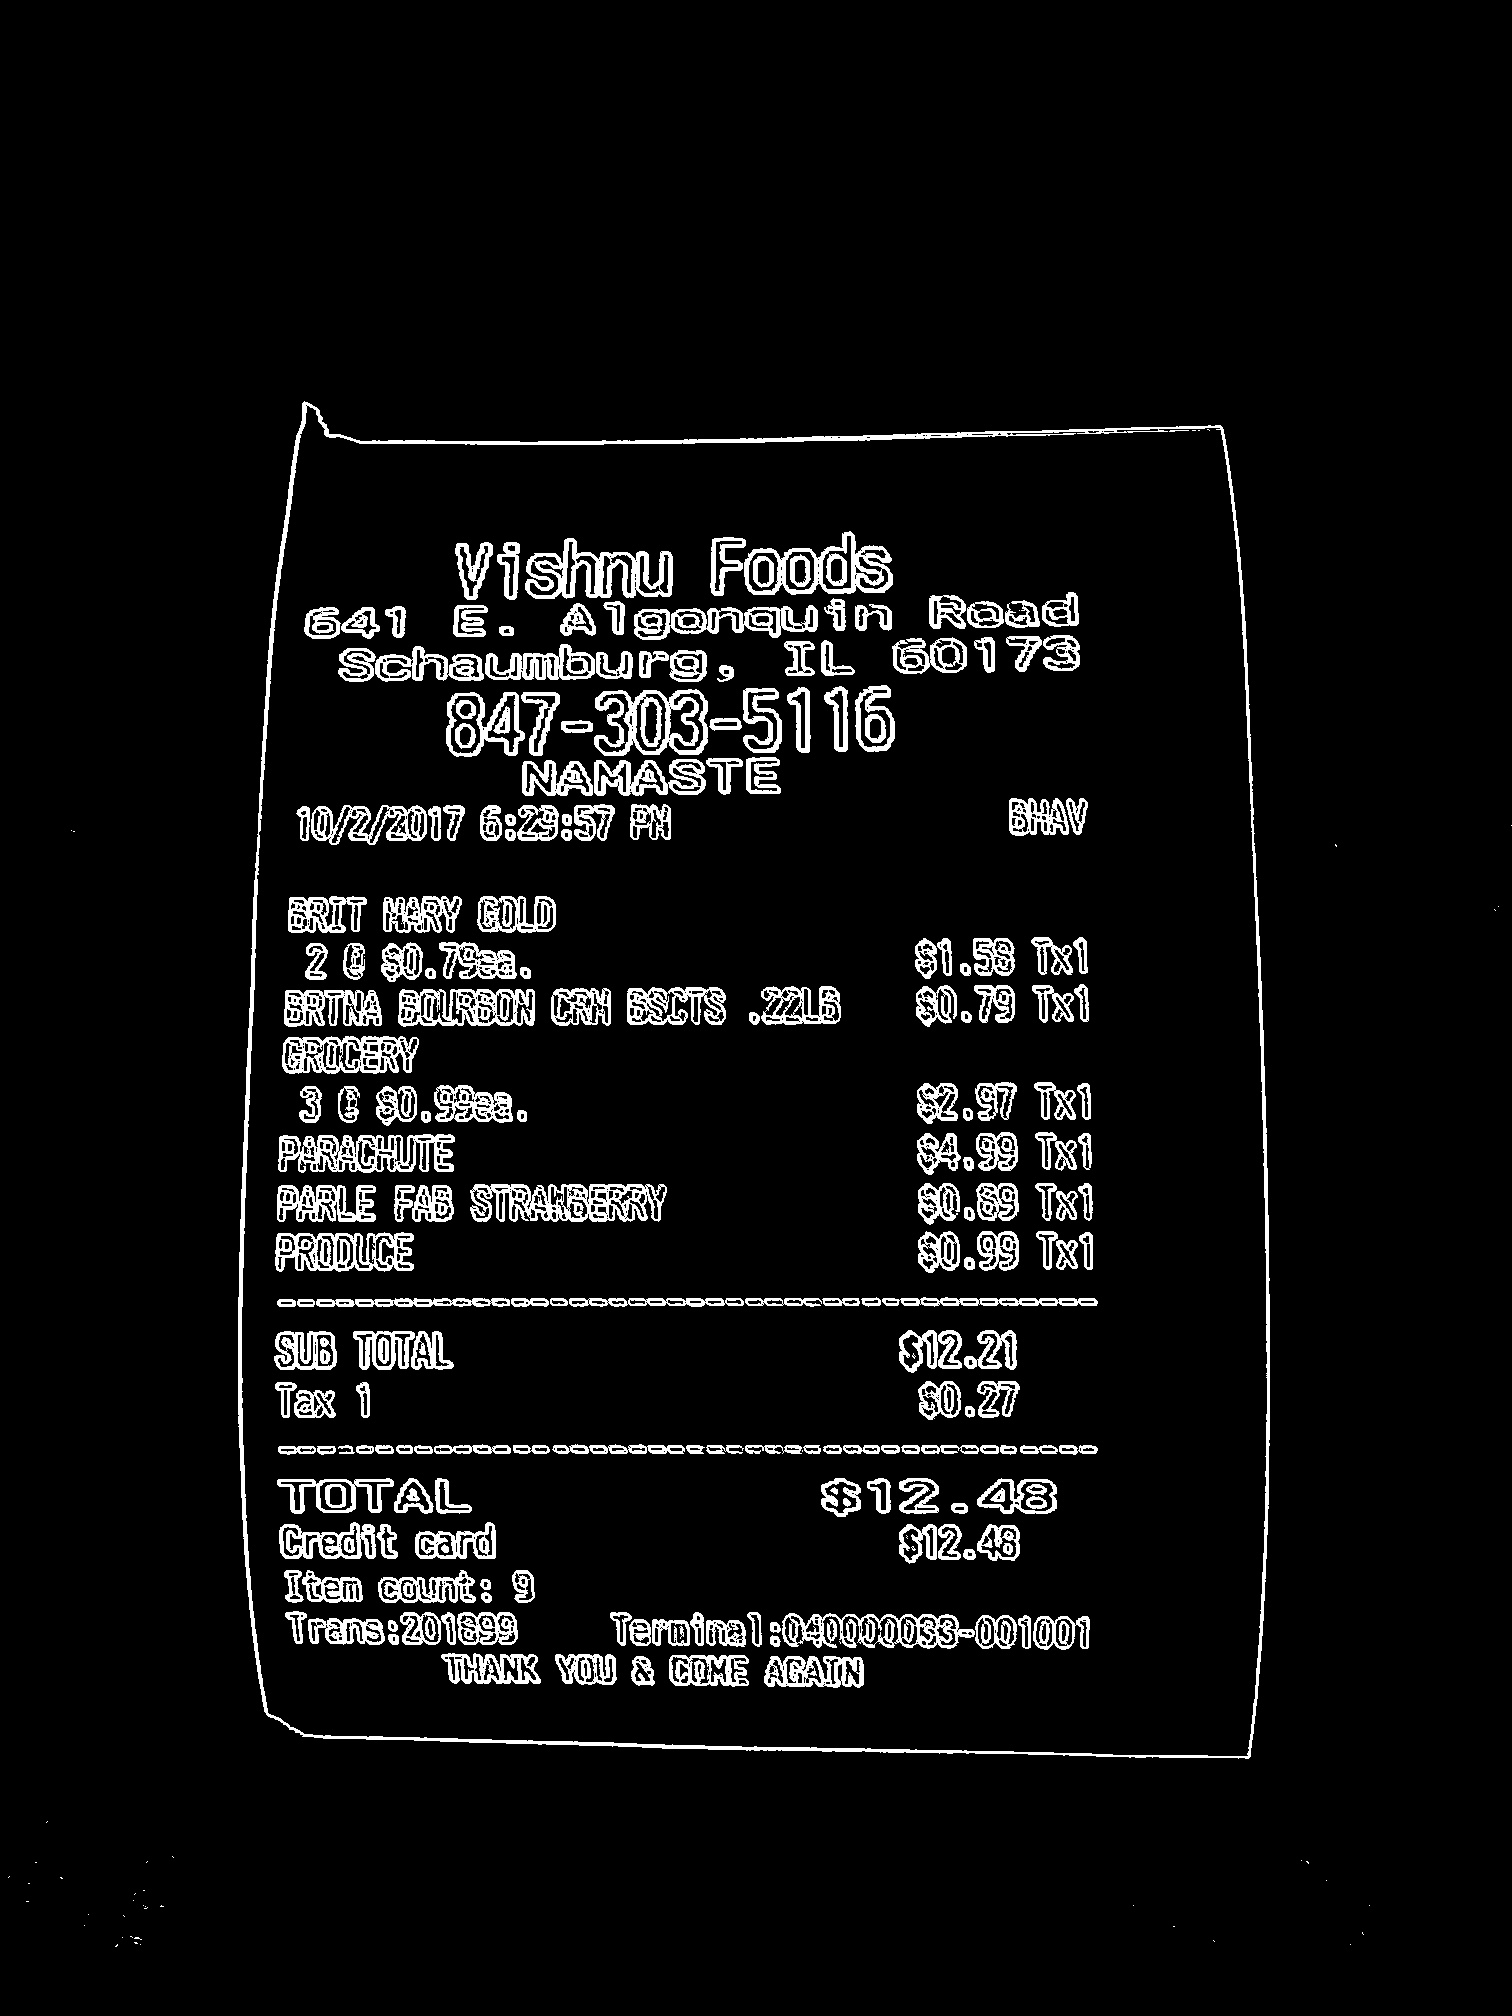 Vishnu Foods
641 E. Algonquin Road
Schaumburg, IL 60173
847-303-5116
NAMASTE
10/2/2017 6:29:57 PM BHAV
BRIT MARY GOLD
2 @ $0.79ea. $1.58 Tx1
BRTNA BOURBON CRM BSCTS .22LB $0.79 Tx1
GROCERY
3 @ $0.99ea. $2.97 Tx1
PARACHUTE $4.99 Tx1
PARLE FAB STRAWBERRY $0.89 Tx1
PRODUCE $0.99 Tx1
SUB TOTAL $12.21
Tax 1 $0.27
TOTAL $12.48
Credit card $12.48
Item count: 9
Trans:201899 Terminal:040000033-001001
THANK YOU & COME AGAIN